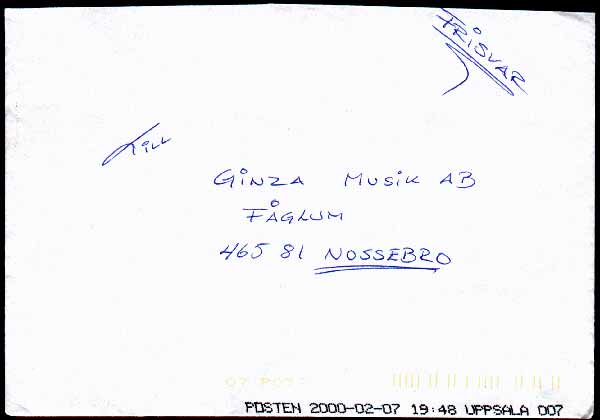 FRISVAR
Till
GINZA MUSIK AB
FÅGLUM
465 81 NOSSEBRO
POSTEN 2000-02-07 19:48 UPPSALA 007